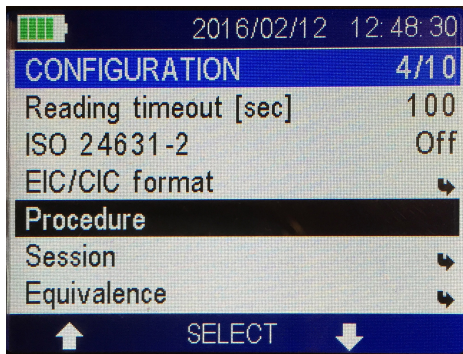 2016/02/12 12:48:30
CONFIGURATION 4/10
Reading timeout [sec] 100
ISO 24631-2 Off
EIC/CIC format
Procedure
Session
Equivalence
SELECT